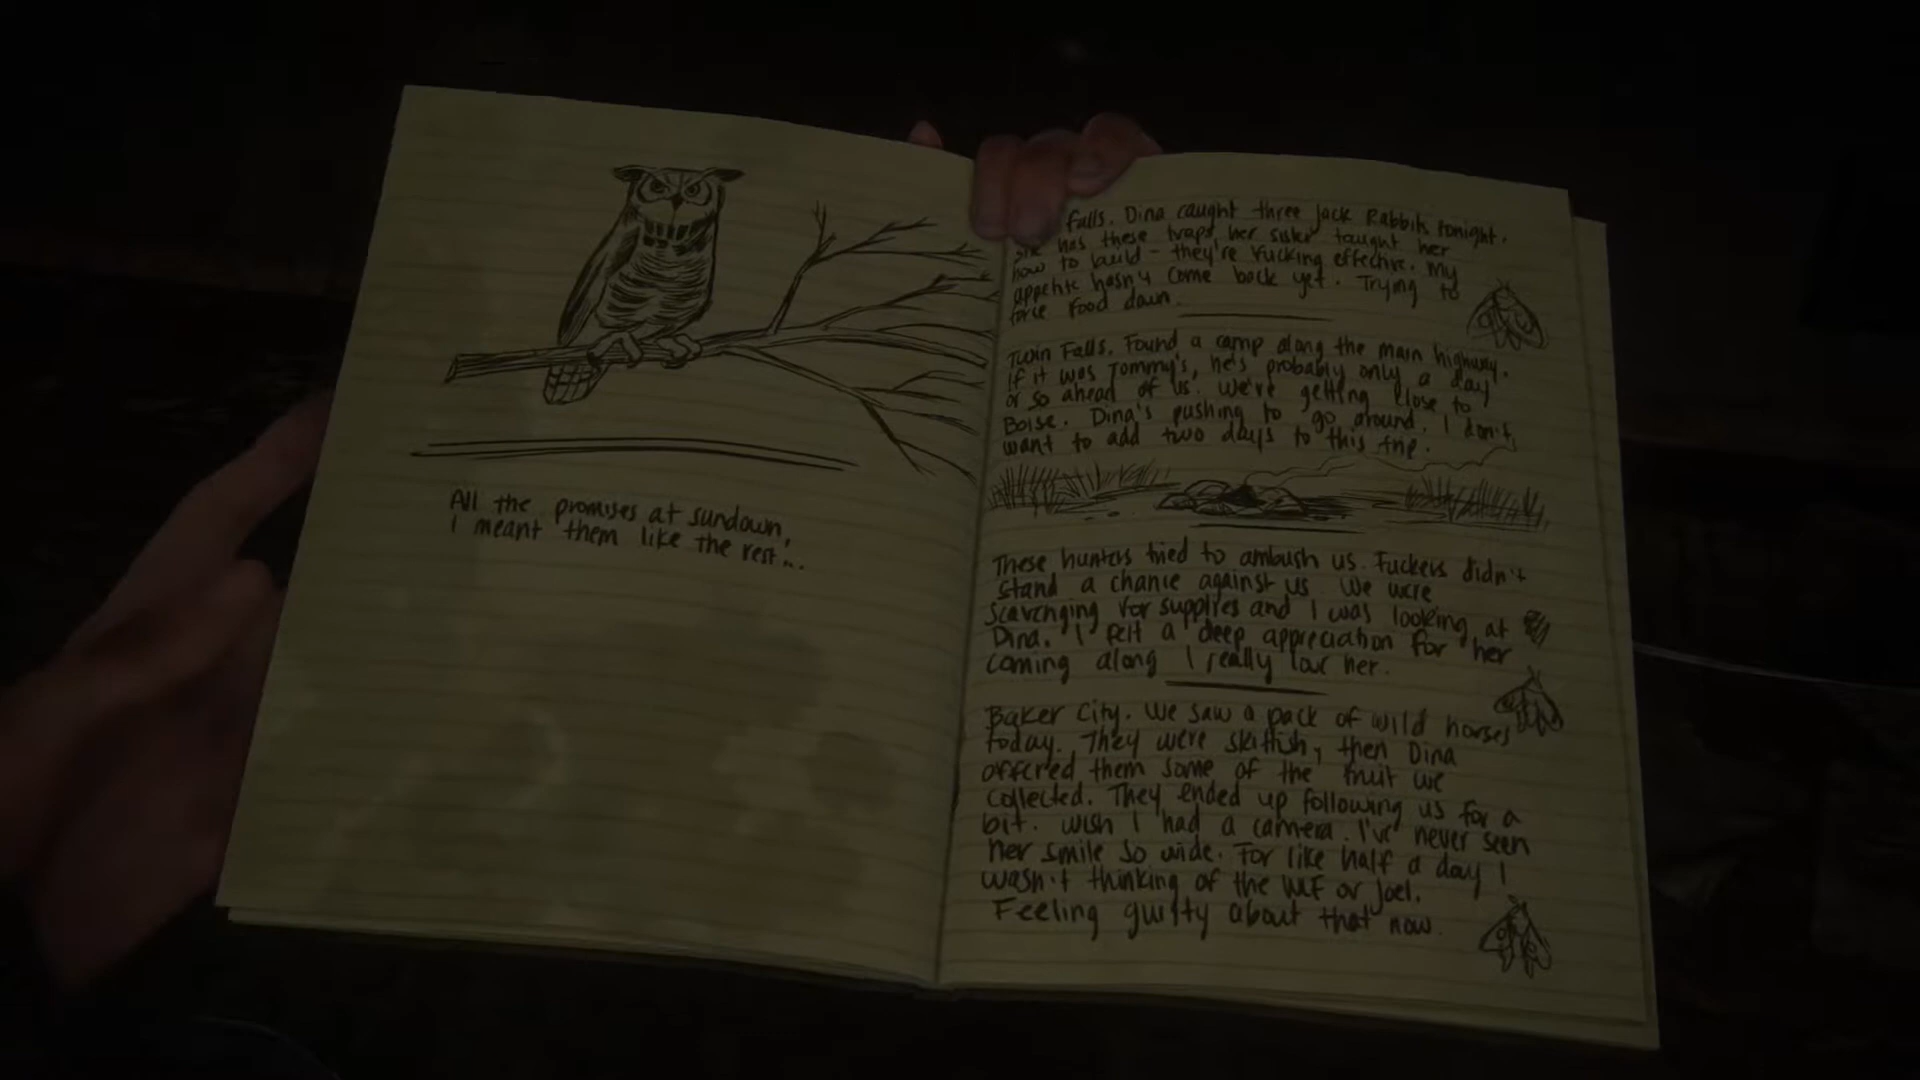 All the promises at sundown,
I meant them like the rest...
Falls. Dina caught three Jack Rabbits tonight.
She has these traps her sister taught her
how to build - they're fucking effective. My
appetite hasn't come back yet. Trying to
force food down.
Twin Falls. Found a camp along the main highway.
If it was Tommy's, he's probably only a day
or so ahead of us. We're getting close to
Boise. Dina's pushing to go around. I don't
want to add two days to this trip.
These hunters tried to ambush us. Fuckers didn't
stand a chance against us. We were
scavenging for supplies and I was looking at
Dina. I felt a deep appreciation for her
coming along I really love her.
Baker City. We saw a pack of wild horses
today. They were skittish, then Dina
offered them some of the fruit we
collected. They ended up following us for a
bit. Wish I had a camera. I've never seen
her smile so wide. For like half a day I
wasn't thinking of the WLF or Joel.
Feeling guilty about that now.